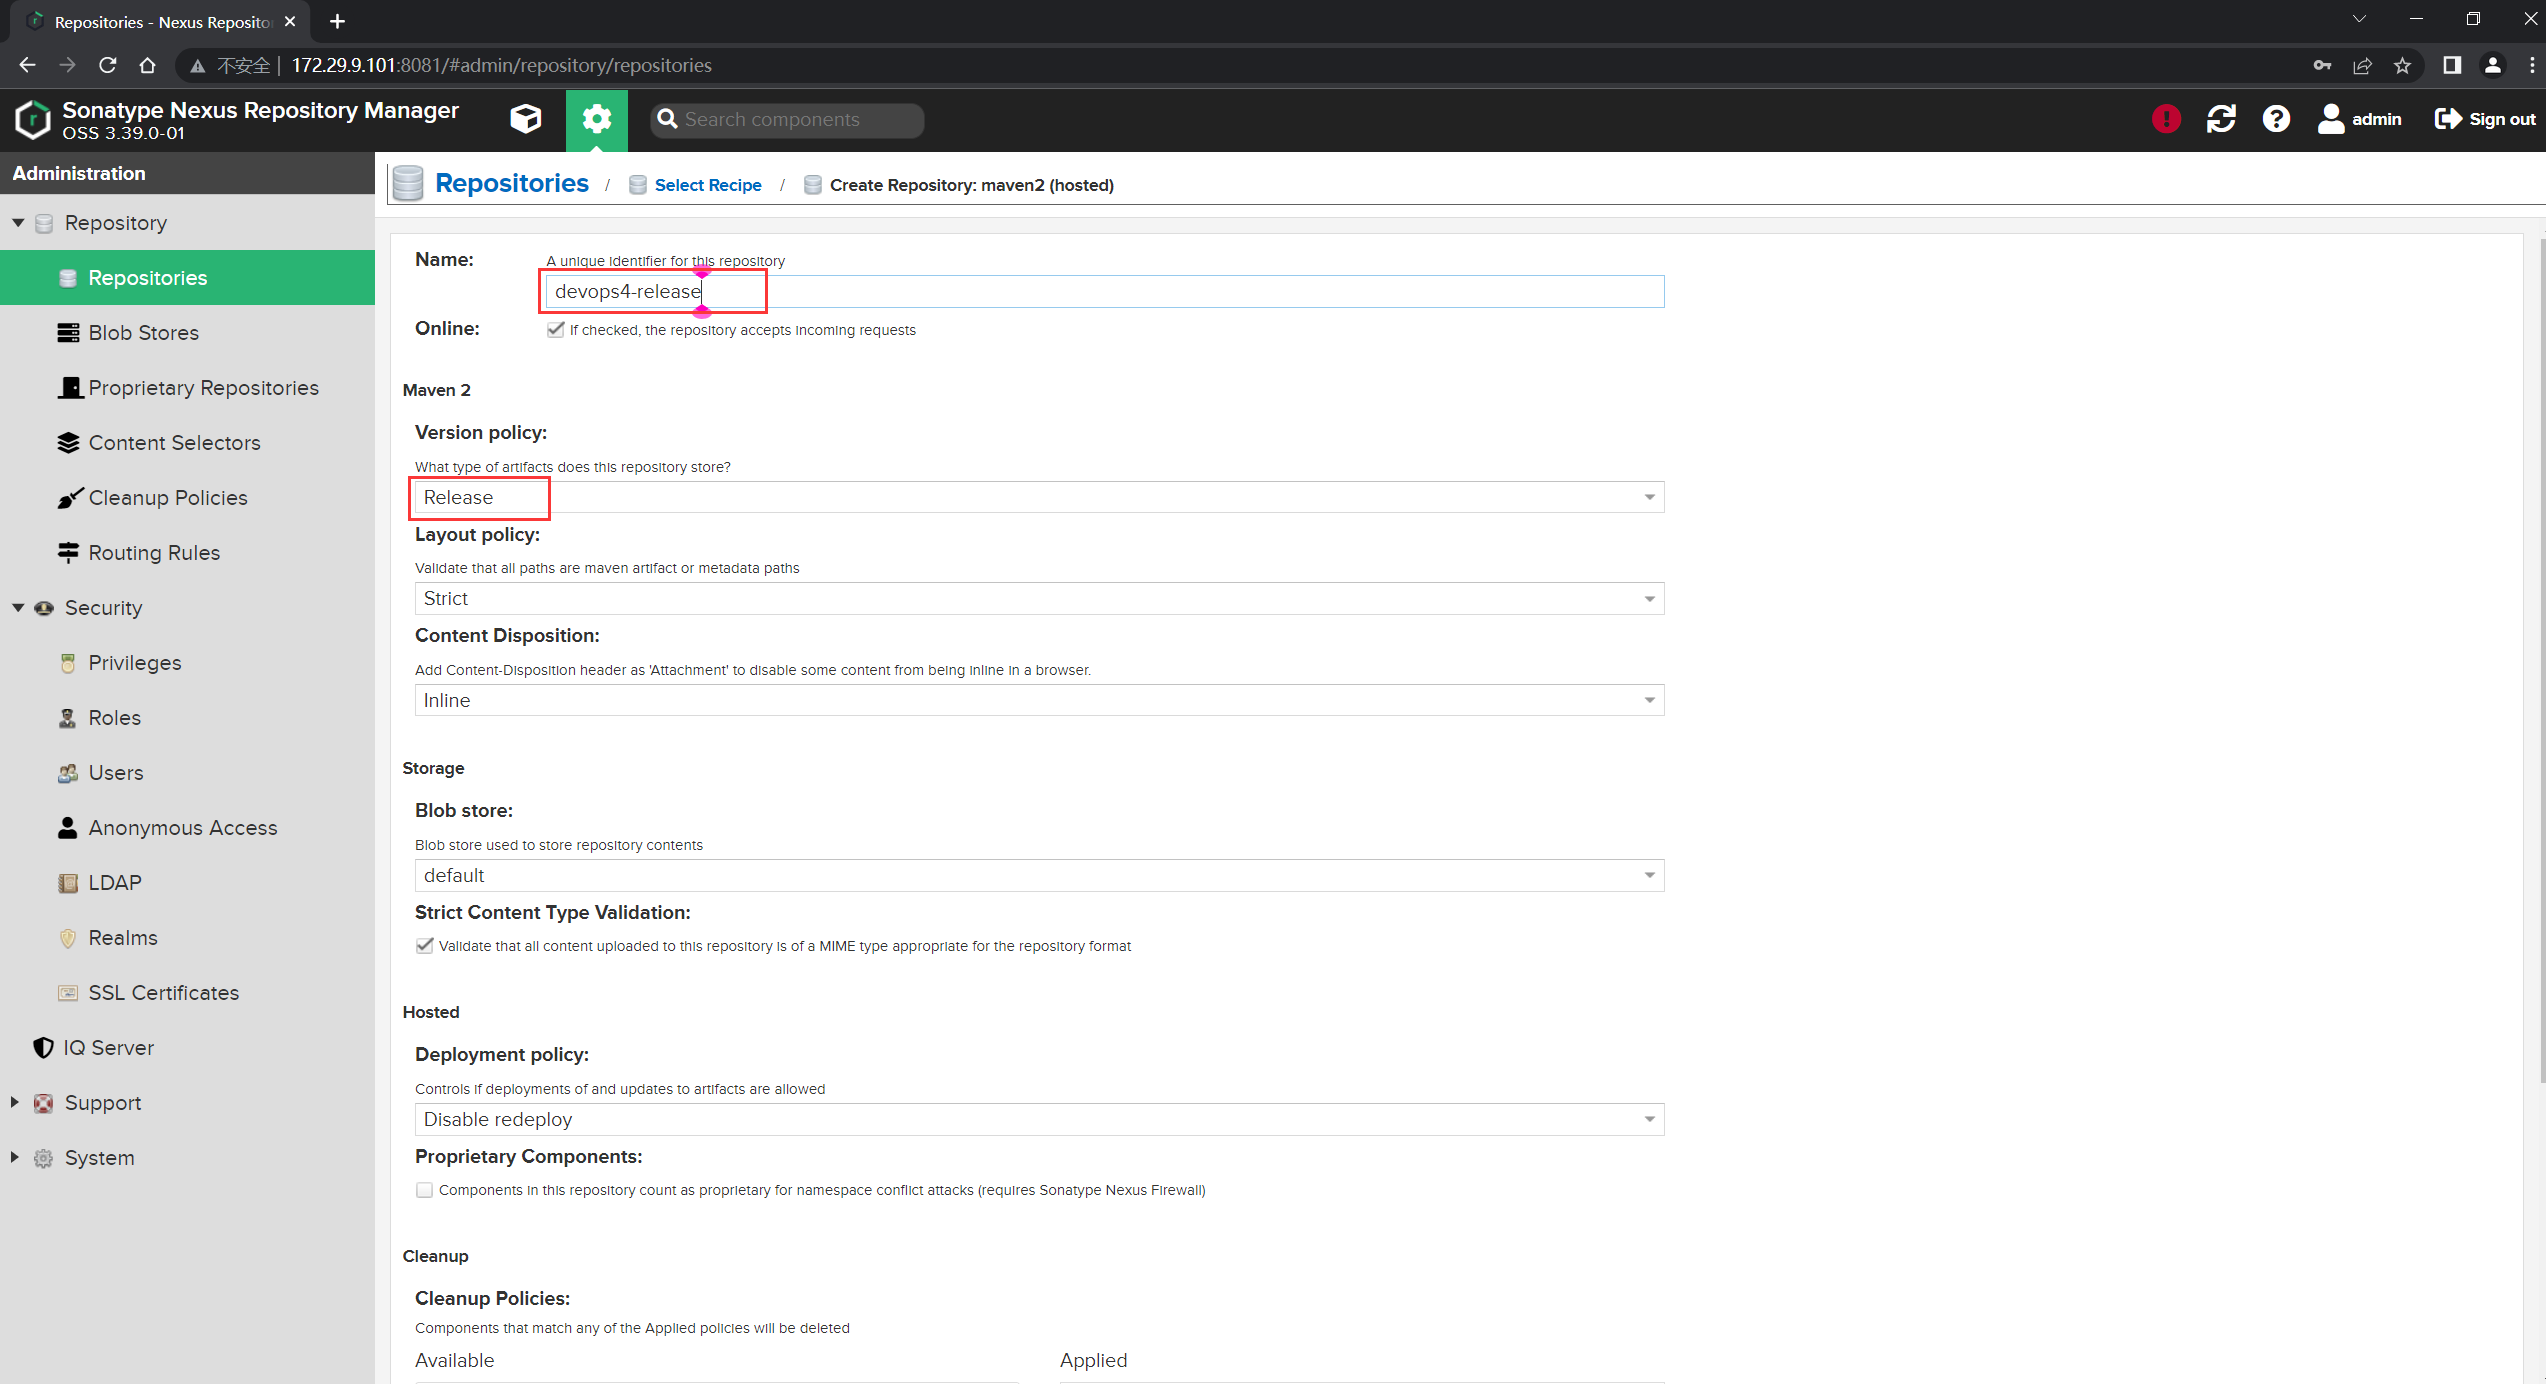 Repositories - Nexus Reposito
不安全 | 172.29.9.101:8081/#admin/repository/repositories
Sonatype Nexus Repository Manager
OSS 3.39.0-01
Search components
admin
Sign out
Administration
Repository
Repositories
Blob Stores
Proprietary Repositories
Content Selectors
Cleanup Policies
Routing Rules
Security
Privileges
Roles
Users
Anonymous Access
LDAP
Realms
SSL Certificates
IQ Server
Support
System
Repositories / Select Recipe / Create Repository: maven2 (hosted)
Name:
A unique identifier for this repository
devops4-release
Online:
If checked, the repository accepts incoming requests
Maven 2
Version policy:
What type of artifacts does this repository store?
Release
Layout policy:
Validate that all paths are maven artifact or metadata paths
Strict
Content Disposition:
Add Content-Disposition header as 'Attachment' to disable some content from being inline in a browser.
Inline
Storage
Blob store:
Blob store used to store repository contents
default
Strict Content Type Validation:
Validate that all content uploaded to this repository is of a MIME type appropriate for the repository format
Hosted
Deployment policy:
Controls if deployments of and updates to artifacts are allowed
Disable redeploy
Proprietary Components:
Components in this repository count as proprietary for namespace conflict attacks (requires Sonatype Nexus Firewall)
Cleanup
Cleanup Policies:
Components that match any of the Applied policies will be deleted
Available
Applied